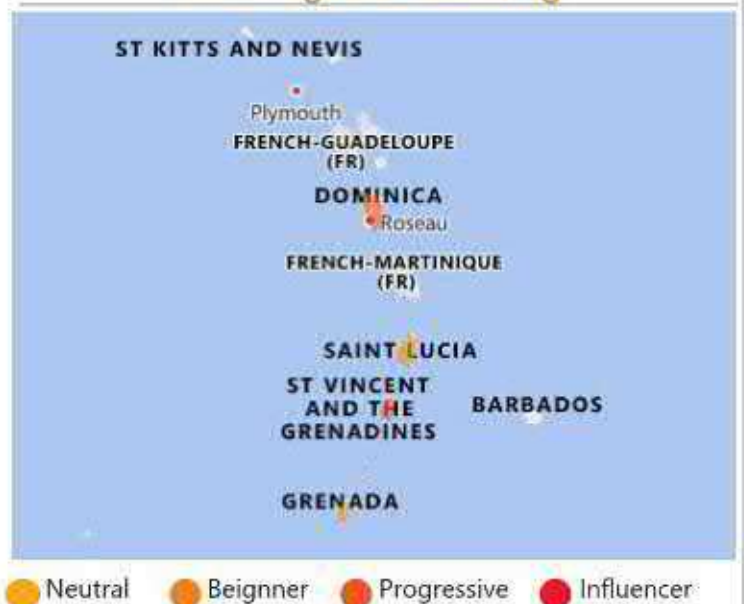 ST KITTS AND NEVIS
Plymouth
FRENCH-GUADELOUPE
(FR)
DOMINICA
Roseau
FRENCH-MARTINIQUE
(FR)
SAINT LUCIA
ST VINCENT
AND THE
GRENADINES
BARBADOS
GRENADA
Neutral Beignner Progressive Influencer